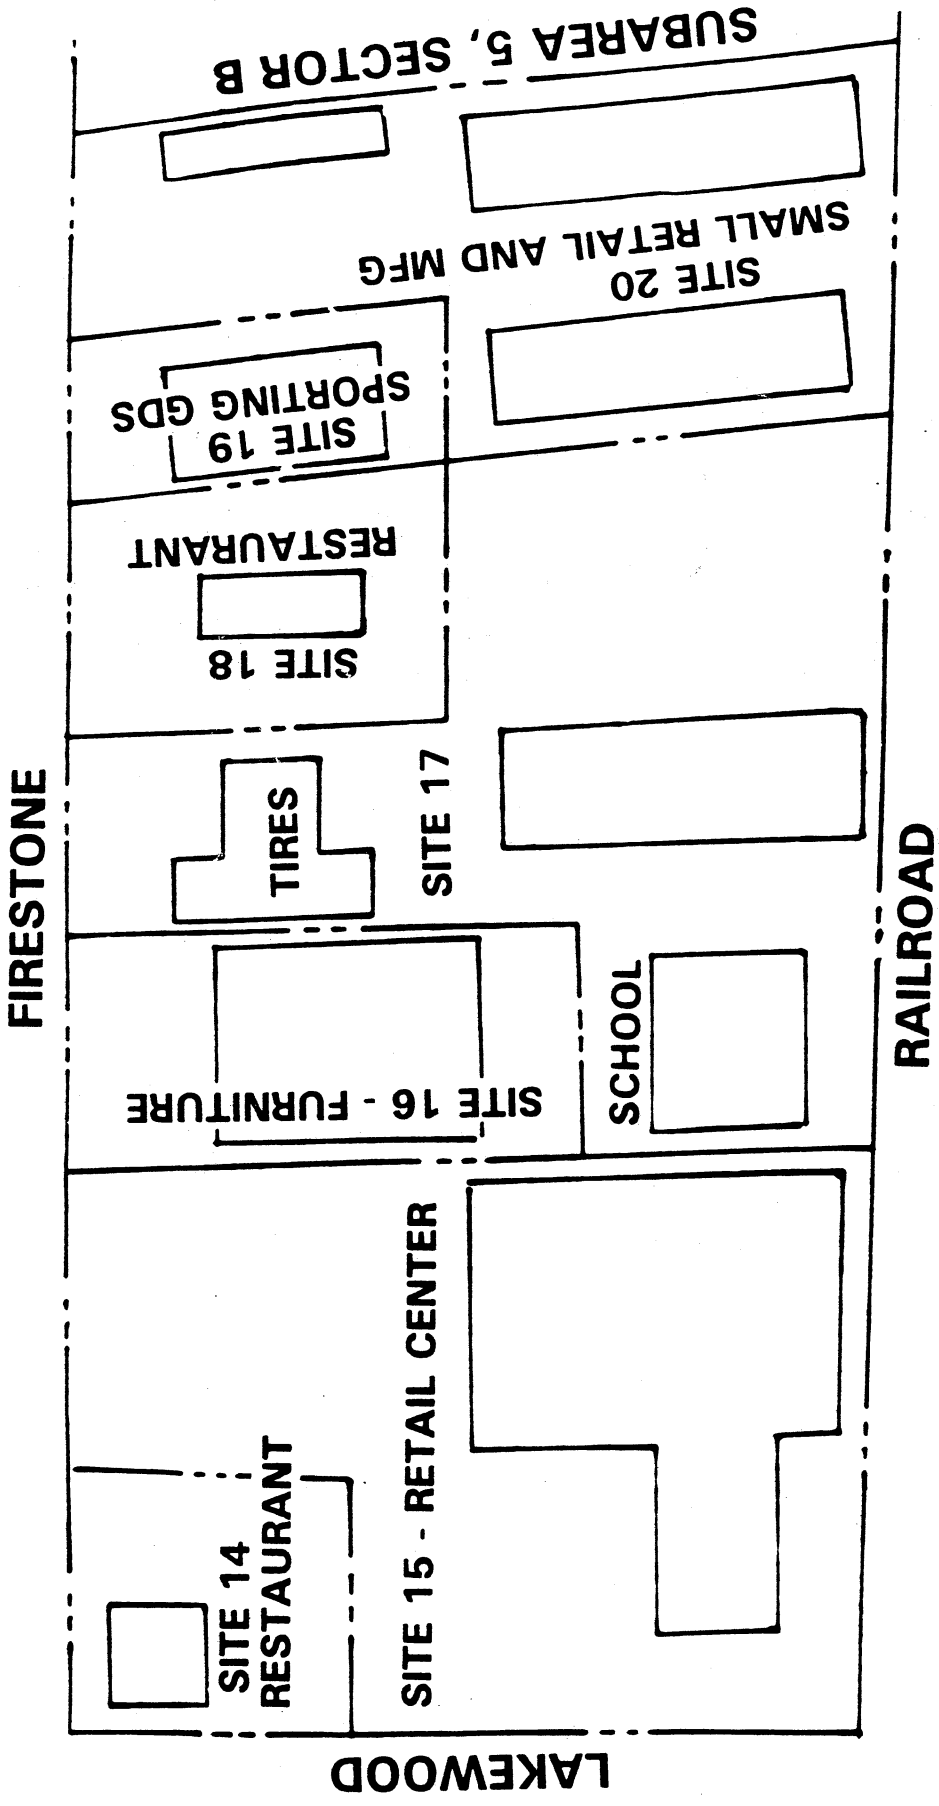 SUBAREA 5, SECTOR B
SMALL RETAIL AND MFG
SITE 20
SPORTING GDS
SITE 19
RESTAURANT
SITE 18
TIRES
SITE 17
FIRESTONE
RAILROAD
SCHOOL
SITE 16 - FURNITURE
SITE 15 - RETAIL CENTER
SITE 14
RESTAURANT
LAKEWOOD